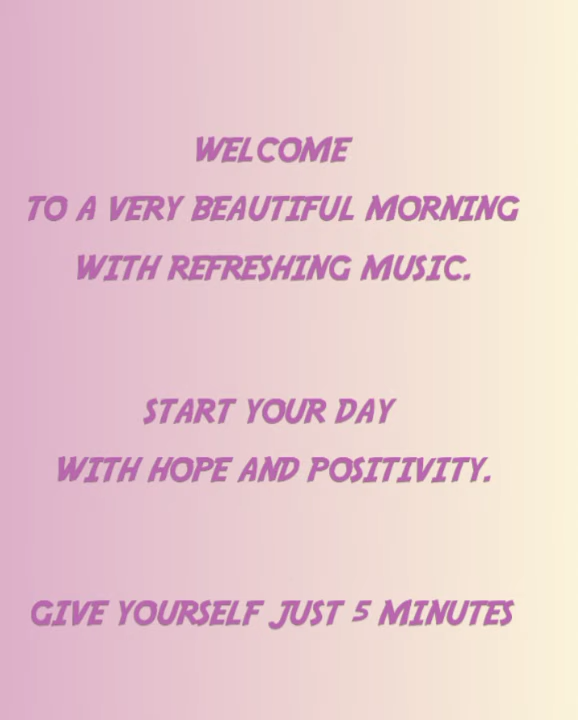 WELCOME
TO A VERY BEAUTIFUL MORNING
WITH REFRESHING MUSIC.
START YOUR DAY
WITH HOPE AND POSITIVITY.
GIVE YOURSELF JUST 5 MINUTES